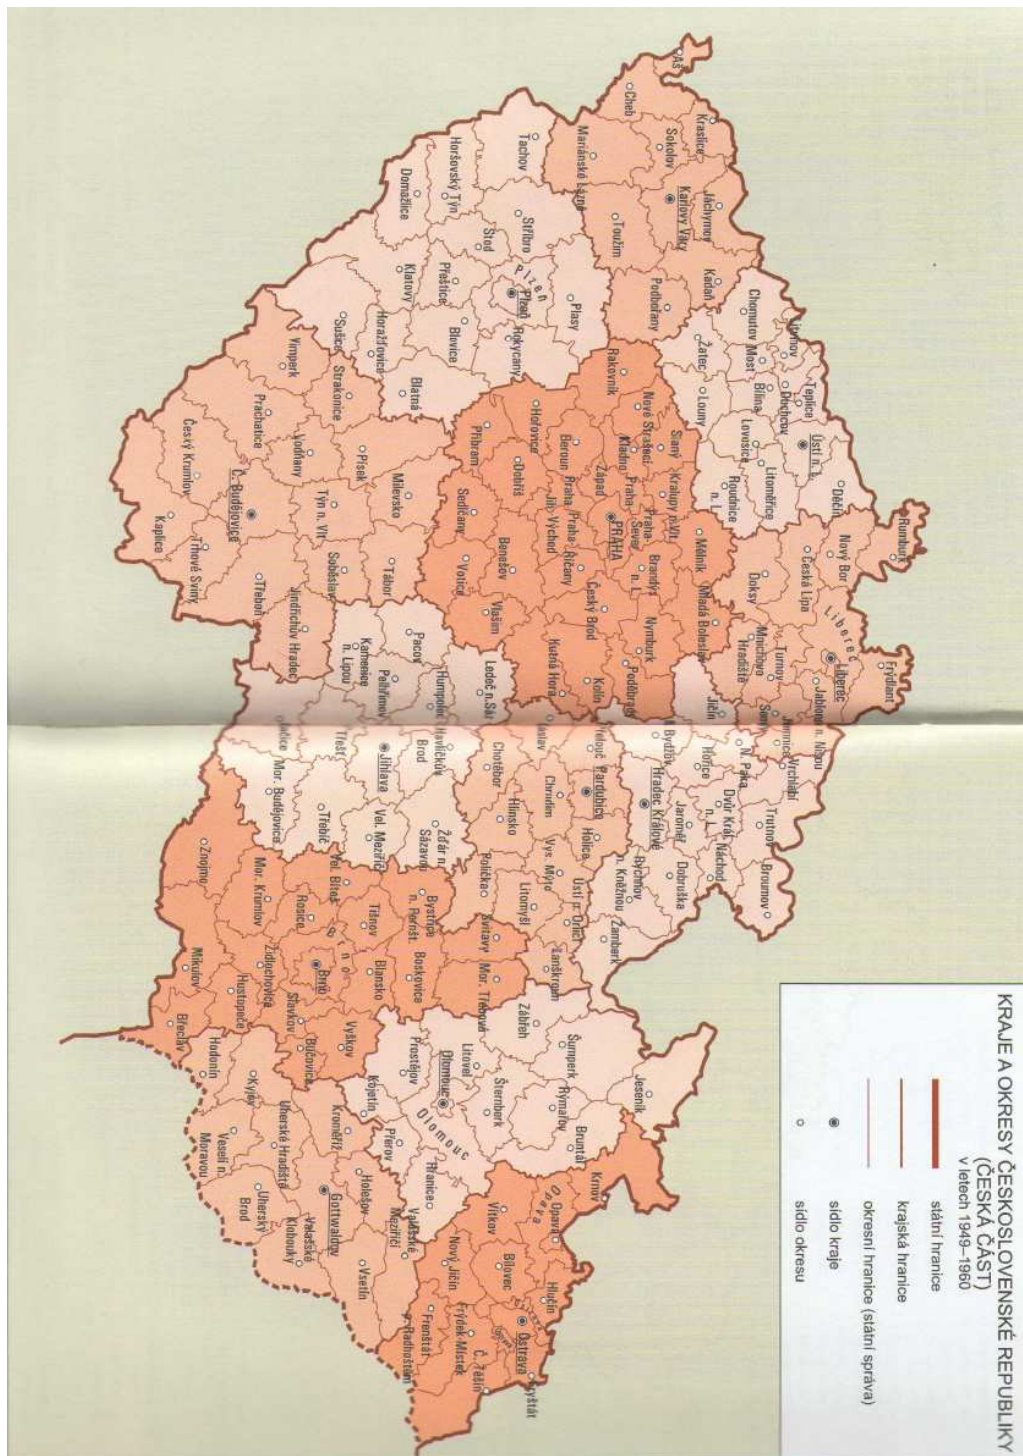 KRAJE A OKRESY ČESKOSLOVENSKÉ REPUBLIKY
(ČESKÁ ČÁST)
v letech 1949–1960
státní hranice
krajská hranice
okresní hranice (státní správa)
sídlo kraje
sídlo okresu
Aš
Cheb
Kraslice
Sokolov
Mariánské Lázně
Karlovy Vary
Jáchymov
Toužim
Kadaň
Podbořany
Tachov
Horšovský Týn
Domažlice
Stříbro
Stod
Plzeň
Plzeň
Plasy
Přeštice
Klatovy
Blovice
Rokycany
Horažďovice
Sušice
Blatná
Chomutov
Most
Žatec
Teplice
Duchcov
Bílina
Louny
Lovosice
Ústí n. L.
Litoměřice
Roudnice
n. L.
Děčín
Rumburk
Nový Bor
Česká Lípa
Doksy
Liberec
Liberec
Frýdlant
Jablonec n. Nisou
Turnov
Mnichovo
Hradiště
Semily
Jilemnice
Rakovník
Nové Strašecí
Slaný
Kladno
Kralupy n. Vlt.
Hořovice
Beroun
Příbram
Dobříš
Praha-
Západ
Praha-
Sever
PRAHA
Praha-
Jih
Praha-
Východ
Říčany
Brandýs
n. L.
Mělník
Mladá Boleslav
Sedlčany
Benešov
Votice
Vlašim
Český Brod
Nymburk
Poděbrady
Kolín
Kutná Hora
Vimperk
Strakonice
Prachatice
Vodňany
Písek
Milevsko
Český Krumlov
Č. Budějovice
Týn n. Vlt.
Kaplice
Trhové Sviny
Třeboň
Soběslav
Tábor
Jindřichův Hradec
Pacov
Kamenice
n. Lipou
Pelhřimov
Humpolec
Ledeč n. Sáz.
Havlíčkův
Brod
Jihlava
Třešť
Mor. Budějovice
Třebíč
Vel. Meziříčí
Žďár n.
Sázavou
Jičín
N. Paka
Vrchlabí
Trutnov
Hořice
Dvůr Král.
n. L.
Jaroměř
Náchod
Broumov
Hradec Králové
Dobruška
Rychnov
n. Kněžnou
Žamberk
Chotěboř
Pardubice
Chrudim
Hlinsko
Holice
Vys. Mýto
Ústí n. Orlicí
Litomyšl
Polička
Lanškroun
Svitavy
Mor. Třebová
Znojmo
Mor. Krumlov
Vel. Bíteš
Rosice
Tišnov
Bystřice
n. Pernšt.
Boskovice
Blansko
Brno
Brno
Židlochovice
Hustopeče
Mikulov
Břeclav
Slavkov
Bučovice
Vyškov
Zábřeh
Šumperk
Jeseník
Litovel
Šternberk
Rýmařov
Bruntál
Olomouc
Olomouc
Prostějov
Kojetín
Přerov
Hranice
Hodonín
Kyjov
Veselí n.
Moravou
Uherské Hradiště
Kroměříž
Holešov
Gottwaldov
Uherský
Brod
Valašské
Klobouky
Vsetín
Valašské
Meziříčí
Krnov
Opava
Opava
Vítkov
Bílovec
Hlučín
Ostrava
Ostrava
Nový Jičín
Frenštát
p. Radhoštěm
Frýdek-Místek
Č. Těšín